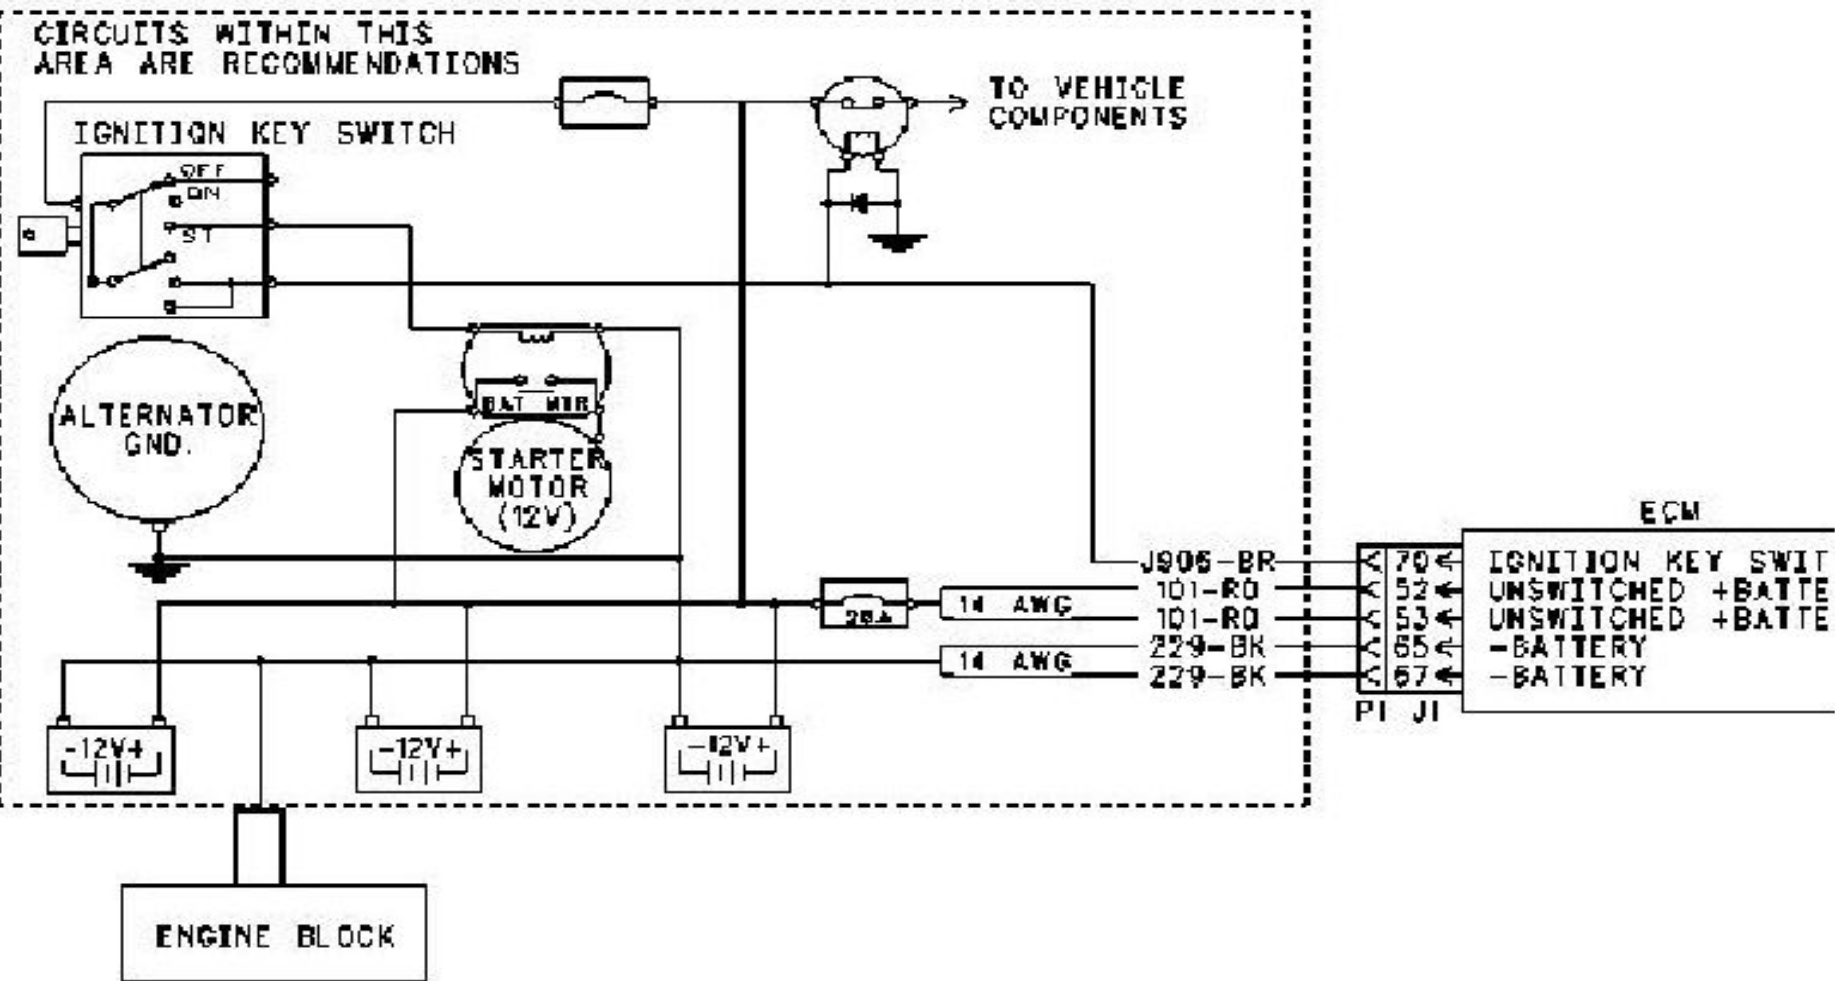 CIRCUITS WITHIN THIS
AREA ARE RECOMMENDATIONS
TO VEHICLE
COMPONENTS
IGNITION KEY SWITCH
OFF
ON
ST
ALTERNATOR
GND.
BAT MTR
STARTER
MOTOR
(12V)
ECM
J906-BR 70 IGNITION KEY SWIT
14 AWG 101-RD 52 UNSWITCHED +BATTE
101-RD 53 UNSWITCHED +BATTE
14 AWG 229-BK 65 -BATTERY
229-BK 67 -BATTERY
P1 J1
20A
-12V+ -12V+ -12V+
ENGINE BLOCK